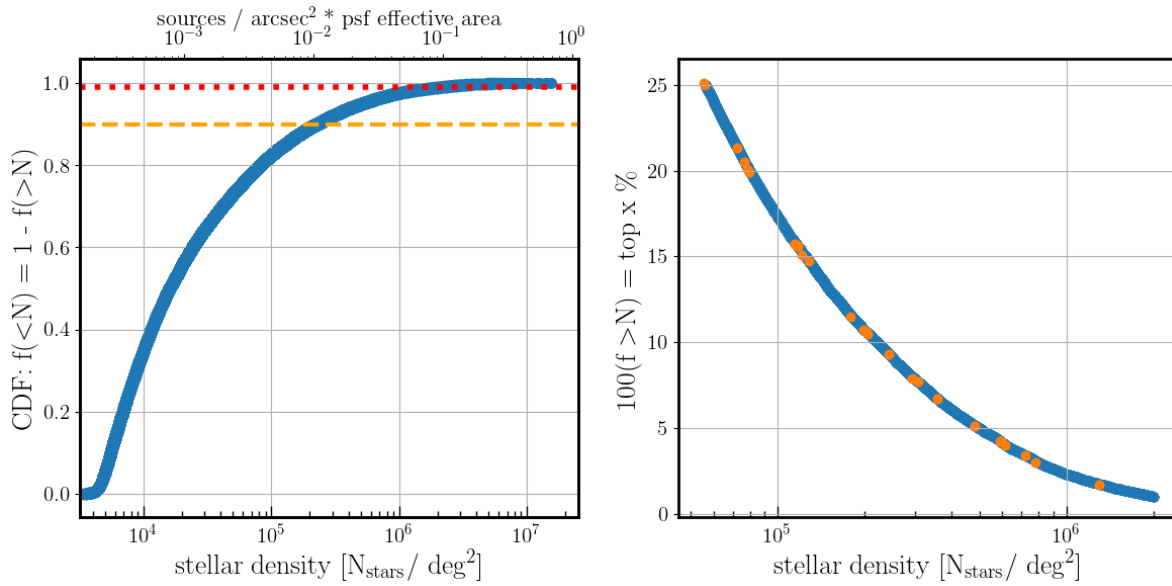 sources / arcsec² * psf effective area
10⁻³ 10⁻² 10⁻¹ 10⁰
CDF: f(<N) = 1 - f(>N)
1.0
0.8
0.6
0.4
0.2
0.0
10⁴ 10⁵ 10⁶ 10⁷
stellar density [N_stars/ deg²]
100(f >N) = top x %
25
20
15
10
5
0
10⁵ 10⁶
stellar density [N_stars/ deg²]